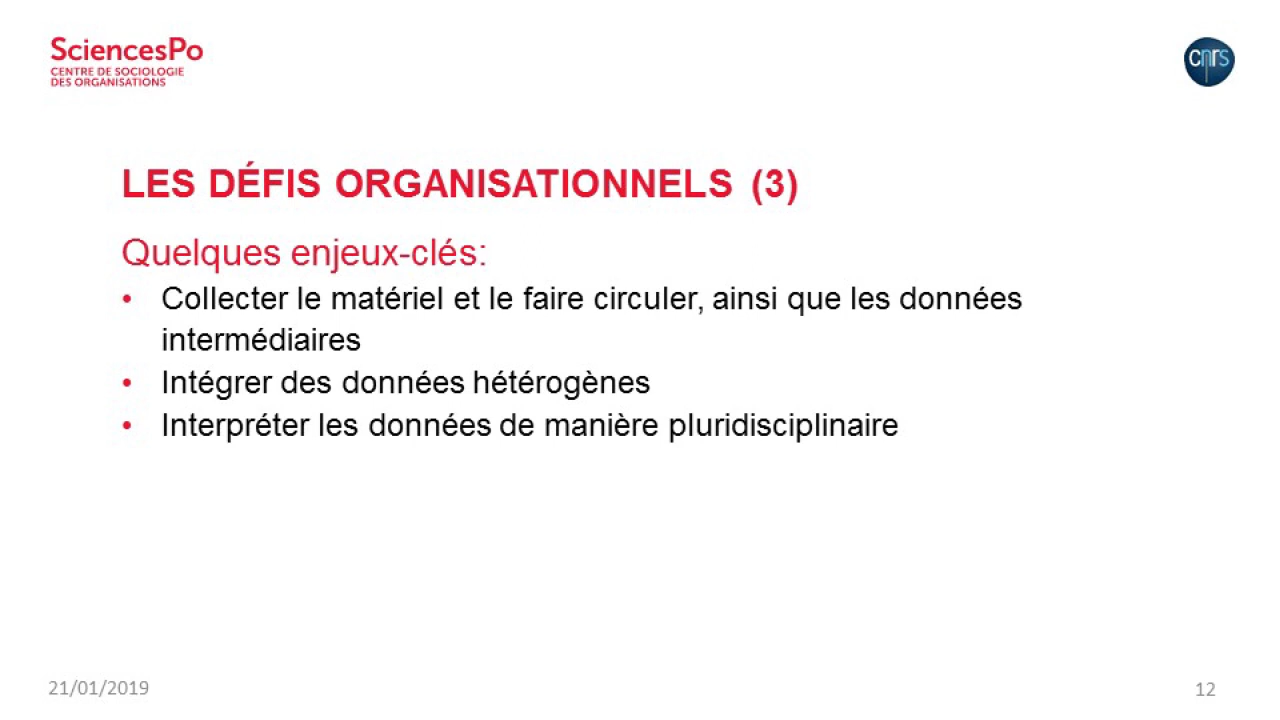 SciencesPo
CENTRE DE SOCIOLOGIE
DES ORGANISATIONS
cnrs
LES DÉFIS ORGANISATIONNELS (3)
Quelques enjeux-clés:
• Collecter le matériel et le faire circuler, ainsi que les données
intermédiaires
• Intégrer des données hétérogènes
• Interpréter les données de manière pluridisciplinaire
21/01/2019
12